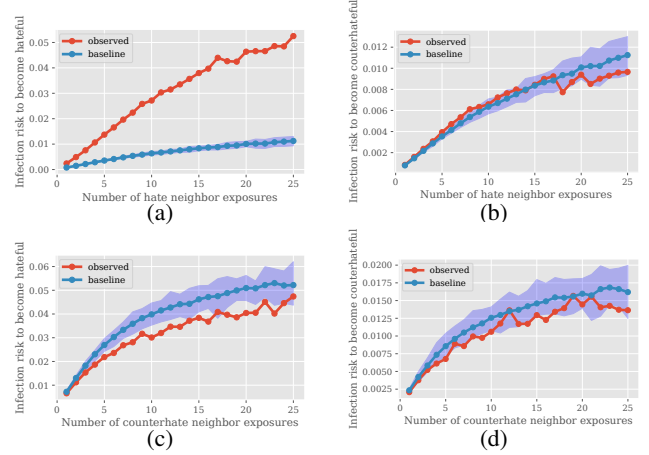 Infection risk to become hateful
0.05
0.04
0.03
0.02
0.01
0.00
observed
baseline
0 5 10 15 20 25
Number of hate neighbor exposures
(a)
Infection risk to become couterhateful
0.012
0.010
0.008
0.006
0.004
0.002
observed
baseline
0 5 10 15 20 25
Number of hate neighbor exposures
(b)
Infection risk to become hateful
0.06
0.05
0.04
0.03
0.02
0.01
observed
baseline
0 5 10 15 20 25
Number of counterhate neighbor exposures
(c)
Infection risk to become couterhateful
0.0200
0.0175
0.0150
0.0125
0.0100
0.0075
0.0050
0.0025
observed
baseline
0 5 10 15 20 25
Number of counterhate neighbor exposures
(d)